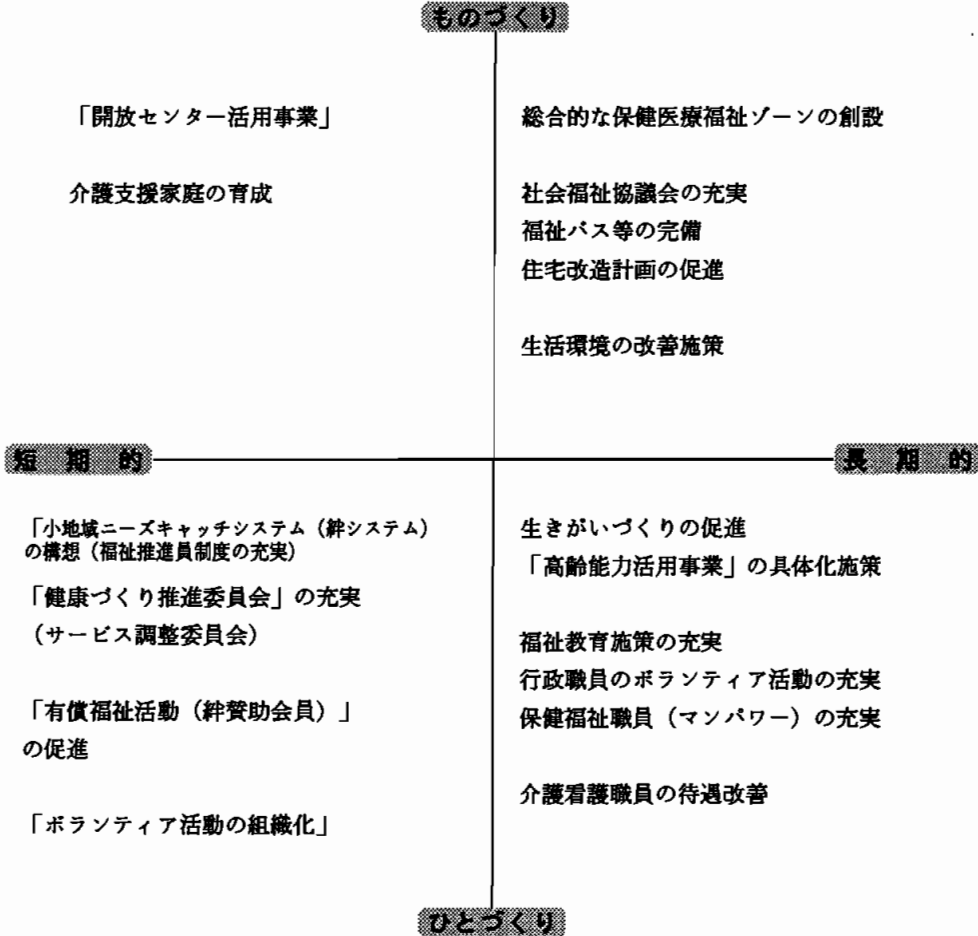 ものづくり
「開放センター活用事業」
介護支援家庭の育成
総合的な保健医療福祉ゾーンの創設
社会福祉協議会の充実
福祉バス等の完備
住宅改造計画の促進
生活環境の改善施策
短期的
長期的
「小地域ニーズキャッチシステム（絆システム）
の構想（福祉推進員制度の充実）
「健康づくり推進委員会」の充実
（サービス調整委員会）
「有償福祉活動（絆賛助会員）」
の促進
「ボランティア活動の組織化」
生きがいづくりの促進
「高齢能力活用事業」の具体化施策
福祉教育施策の充実
行政職員のボランティア活動の充実
保健福祉職員（マンパワー）の充実
介護看護職員の待遇改善
ひとづくり